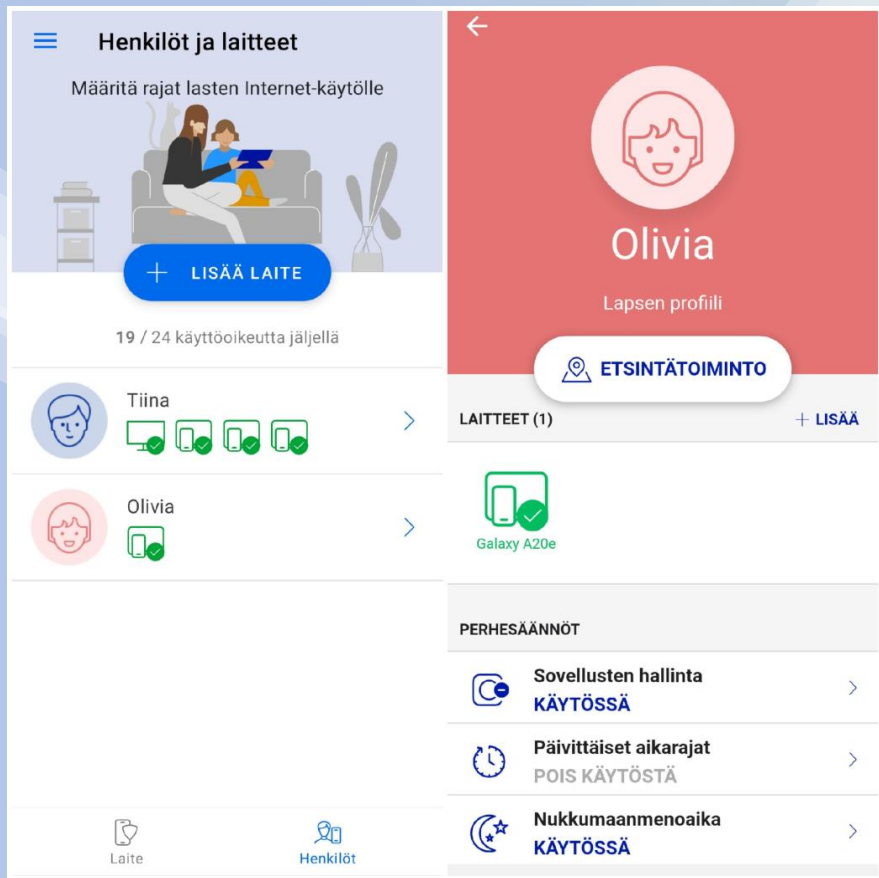 Henkilöt ja laitteet
Määritä rajat lasten Internet-käytölle
LISÄÄ LAITE
19 / 24 käyttöoikeutta jäljellä
Tiina
Olivia
Laite
Henkilöt
Olivia
Lapsen profiili
ETSINTÄTOIMINTO
LAITTEET (1)
+ LISÄÄ
Galaxy A20e
PERHESÄÄNNÖT
Sovellusten hallinta
KÄYTÖSSÄ
Päivittäiset aikarajat
POIS KÄYTÖSTÄ
Nukkumaanmenoaika
KÄYTÖSSÄ